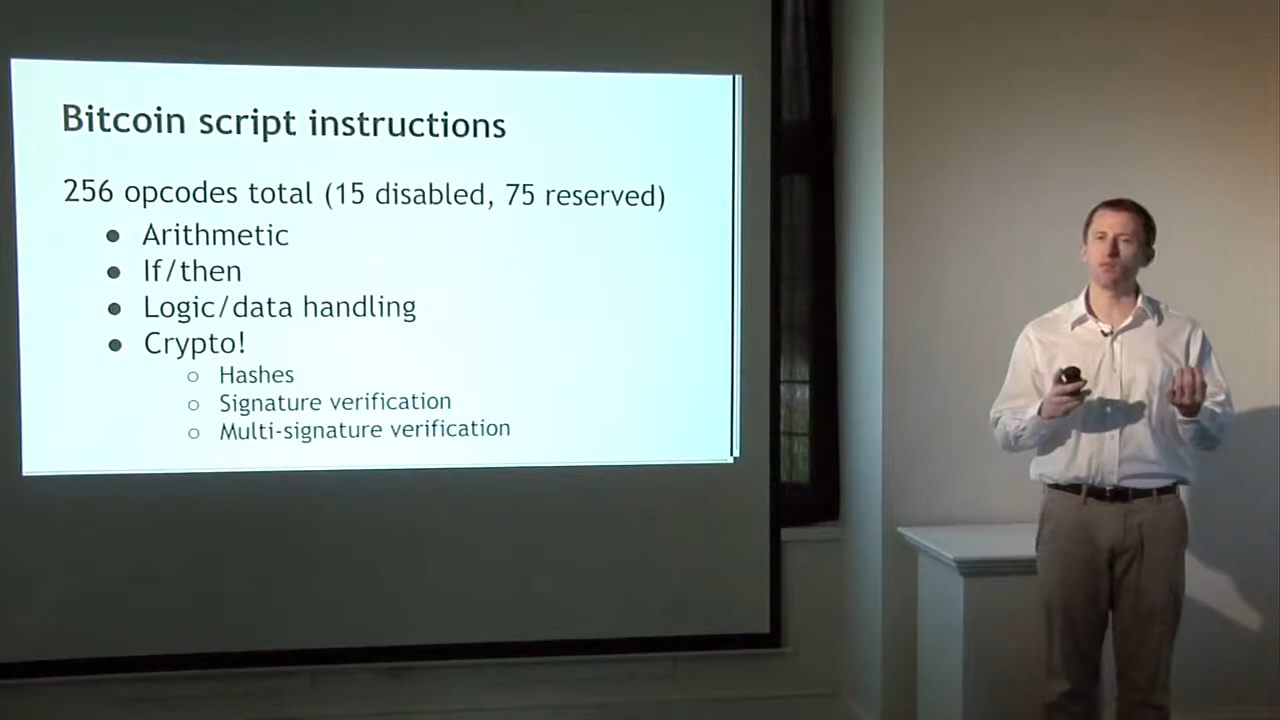 Bitcoin script instructions
256 opcodes total (15 disabled, 75 reserved)
● Arithmetic
● If/then
● Logic/data handling
● Crypto!
○ Hashes
○ Signature verification
○ Multi-signature verification